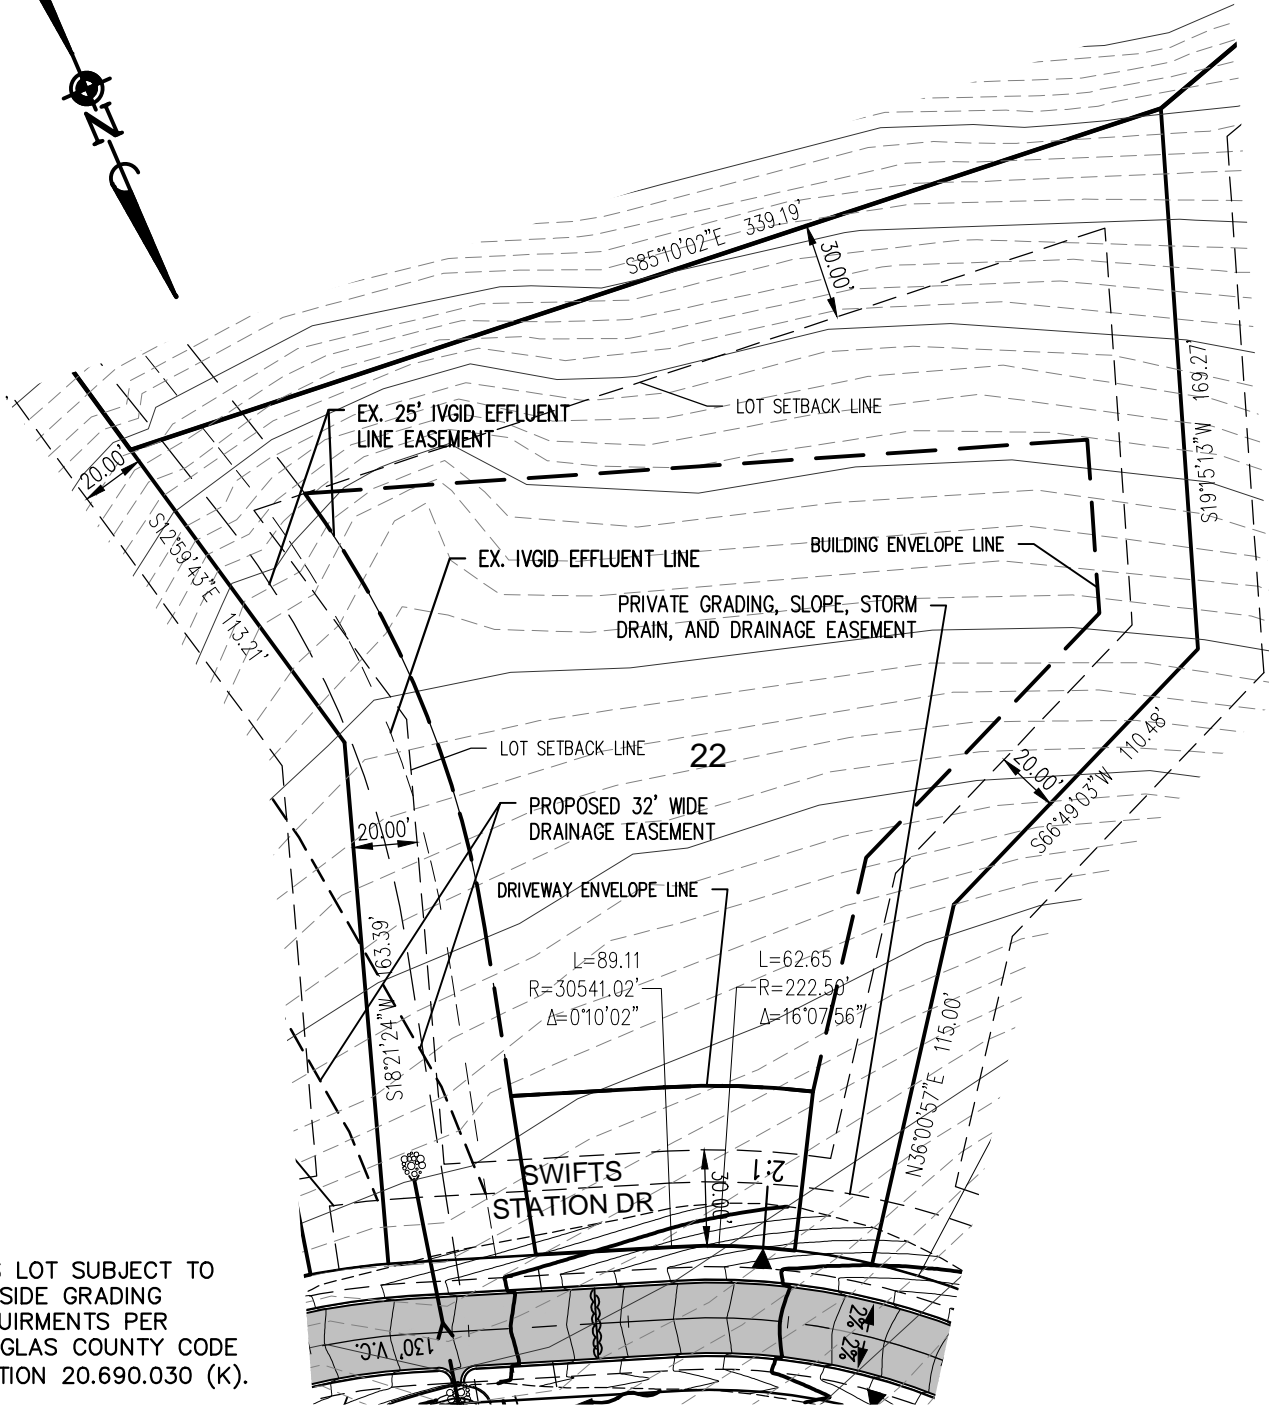 N
S85°10'02"E 339.19'
30.00'
S19°15'13"W 169.27'
LOT SETBACK LINE
EX. 25' IVGID EFFLUENT
LINE EASEMENT
20.00'
S12°59'43"E 113.21'
EX. IVGID EFFLUENT LINE
BUILDING ENVELOPE LINE
PRIVATE GRADING, SLOPE, STORM
DRAIN, AND DRAINAGE EASEMENT
LOT SETBACK LINE
22
20.00'
S66°49'03"W 110.48'
PROPOSED 32' WIDE
DRAINAGE EASEMENT
20.00'
DRIVEWAY ENVELOPE LINE
S18°21'24"W 163.39'
L=89.11
R=30541.02'
Δ=0°10'02"
L=62.65
R=222.50'
Δ=16°07'56"
N36°00'57"E 115.00'
SWIFTS
STATION DR
30.00'
2:1
S LOT SUBJECT TO
SIDE GRADING
UIRMENTS PER
GLAS COUNTY CODE
TION 20.690.030 (K).
130' V.C.
2%
2%